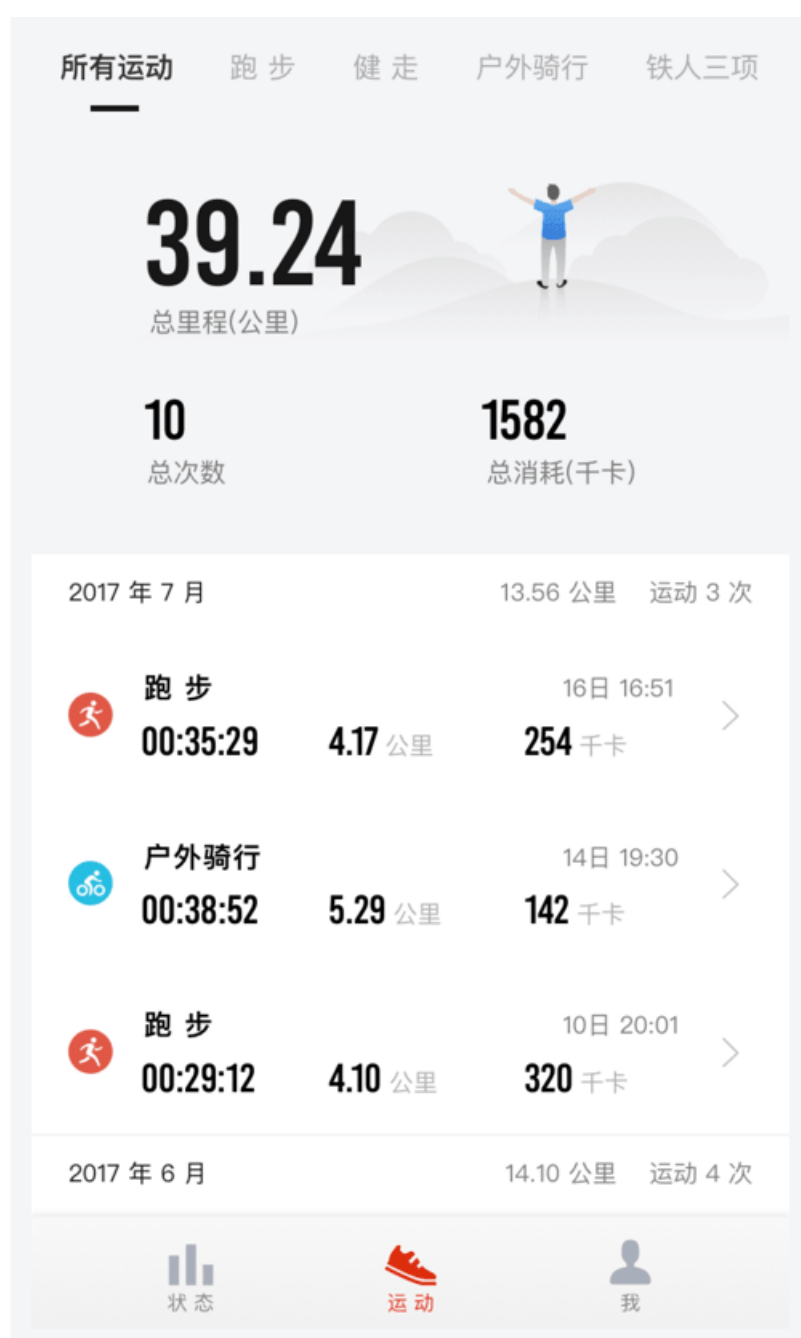 所有运动 跑步 健走 户外骑行 铁人三项
39.24
总里程(公里)
10 1582
总次数 总消耗(千卡)
2017 年 7 月 13.56 公里 运动 3 次
跑步 16日 16:51
00:35:29 4.17 公里 254 千卡
户外骑行 14日 19:30
00:38:52 5.29 公里 142 千卡
跑步 10日 20:01
00:29:12 4.10 公里 320 千卡
2017 年 6 月 14.10 公里 运动 4 次
状态 运动 我